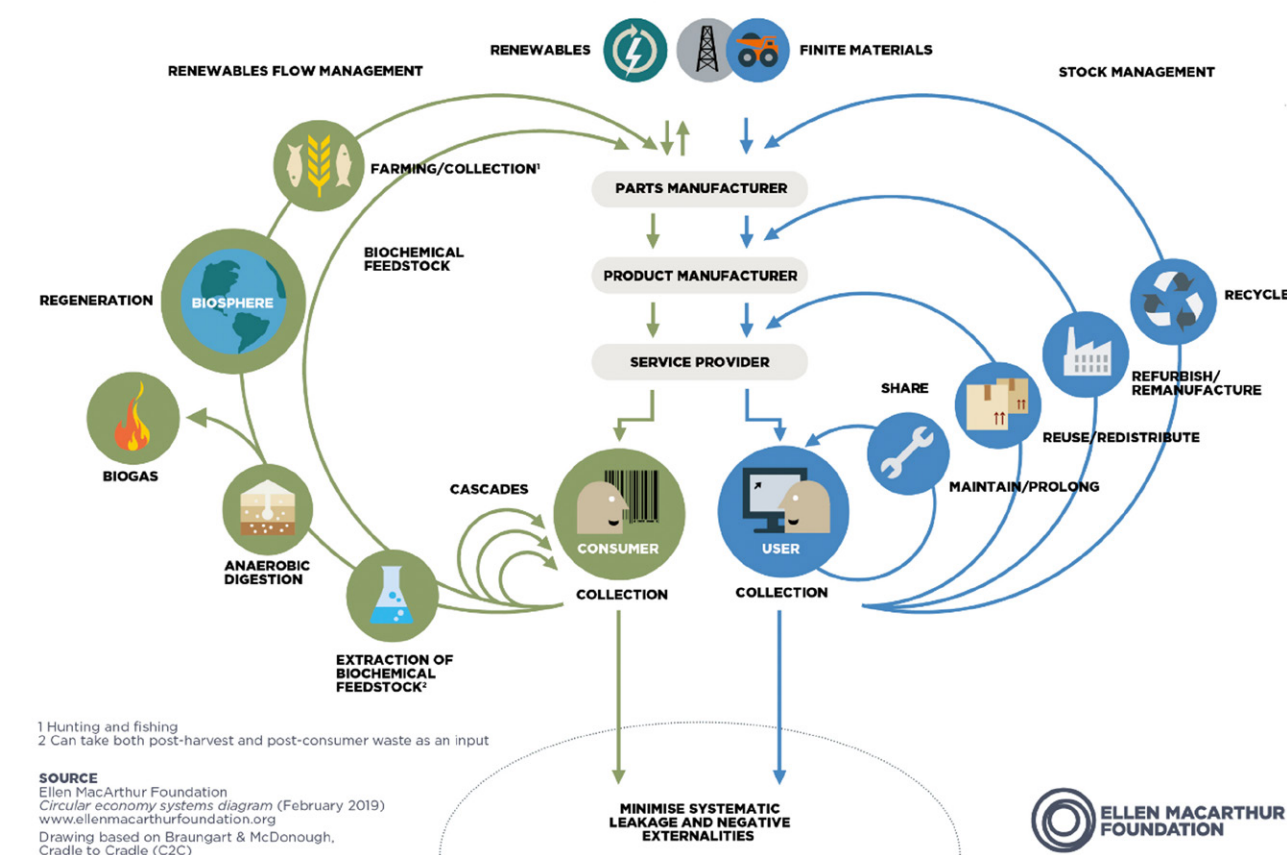 RENEWABLES
FINITE MATERIALS
RENEWABLES FLOW MANAGEMENT
STOCK MANAGEMENT
FARMING/COLLECTION¹
PARTS MANUFACTURER
BIOCHEMICAL
FEEDSTOCK
PRODUCT MANUFACTURER
REGENERATION
BIOSPHERE
RECYCLE
SERVICE PROVIDER
SHARE
REFURBISH/
REMANUFACTURE
REUSE/REDISTRIBUTE
BIOGAS
CASCADES
MAINTAIN/PROLONG
CONSUMER
USER
ANAEROBIC
DIGESTION
COLLECTION
COLLECTION
EXTRACTION OF
BIOCHEMICAL
FEEDSTOCK²
1 Hunting and fishing
2 Can take both post-harvest and post-consumer waste as an input
SOURCE
Ellen MacArthur Foundation
Circular economy systems diagram (February 2019)
www.ellenmacarthurfoundation.org
Drawing based on Braungart & McDonough,
Cradle to Cradle (C2C)
MINIMISE SYSTEMATIC
LEAKAGE AND NEGATIVE
EXTERNALITIES
ELLEN MACARTHUR
FOUNDATION